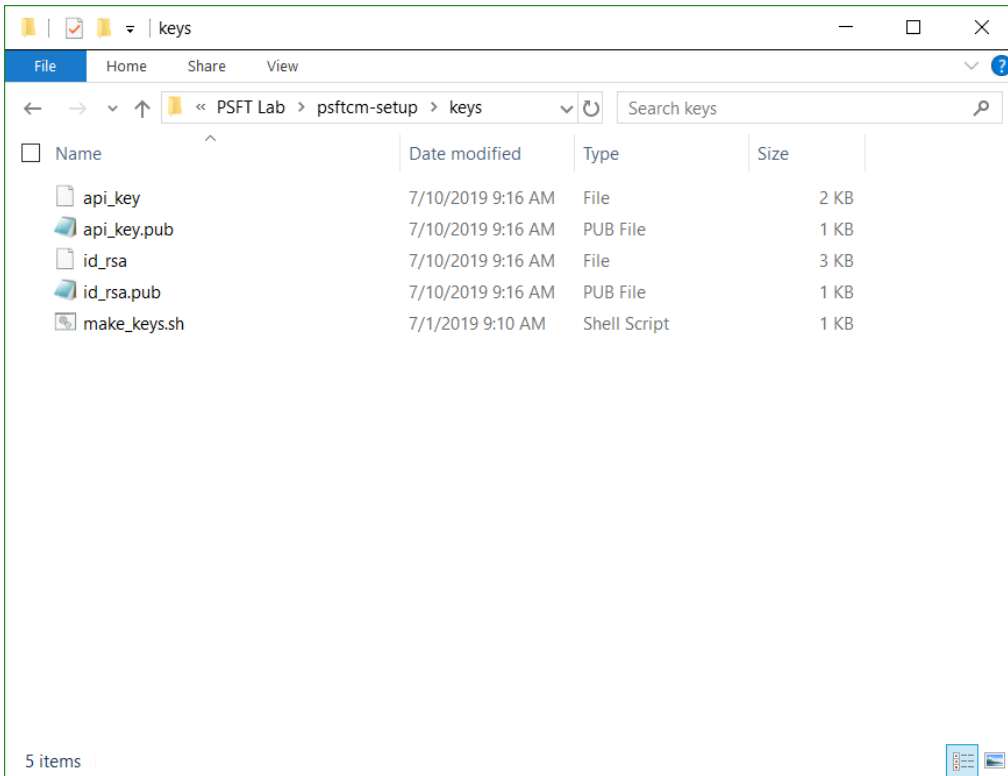 keys
File Home Share View ?
« PSFT Lab > psftcm-setup > keys Search keys
Name Date modified Type Size
api_key 7/10/2019 9:16 AM File 2 KB
api_key.pub 7/10/2019 9:16 AM PUB File 1 KB
id_rsa 7/10/2019 9:16 AM File 3 KB
id_rsa.pub 7/10/2019 9:16 AM PUB File 1 KB
make_keys.sh 7/1/2019 9:10 AM Shell Script 1 KB
5 items